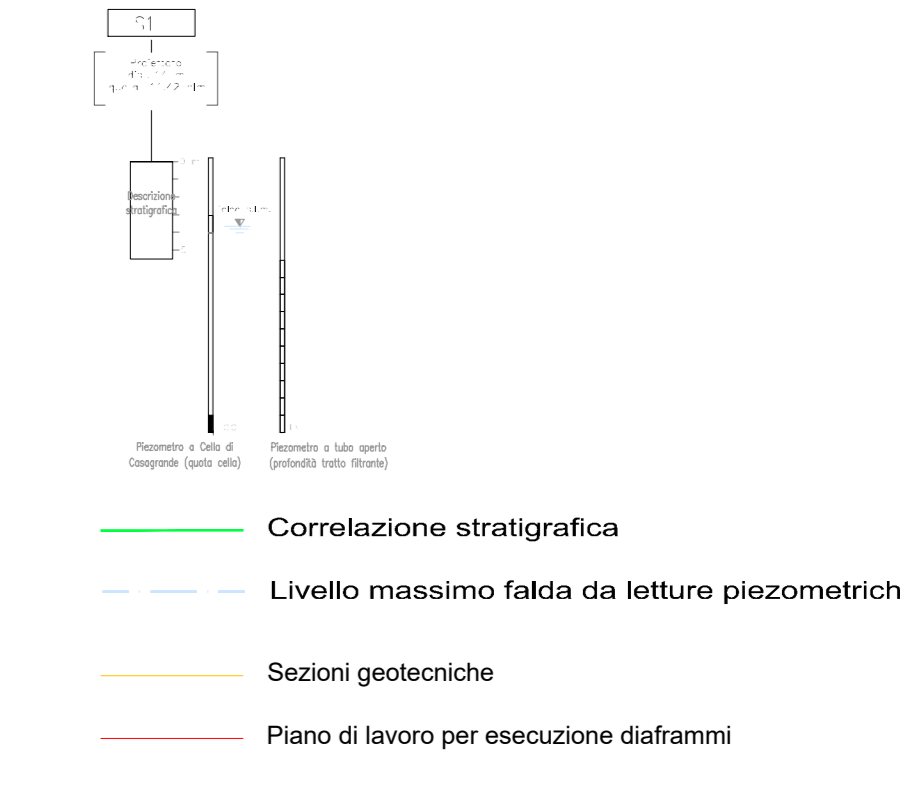 S1
Descrizione
stratigrafica
Piezometro a Cella di
Casagrande (quota cella)
Piezometro a tubo aperto
(profondità tratto filtrante)
Correlazione stratigrafica
Livello massimo falda da letture piezometrich
Sezioni geotecniche
Piano di lavoro per esecuzione diaframmi